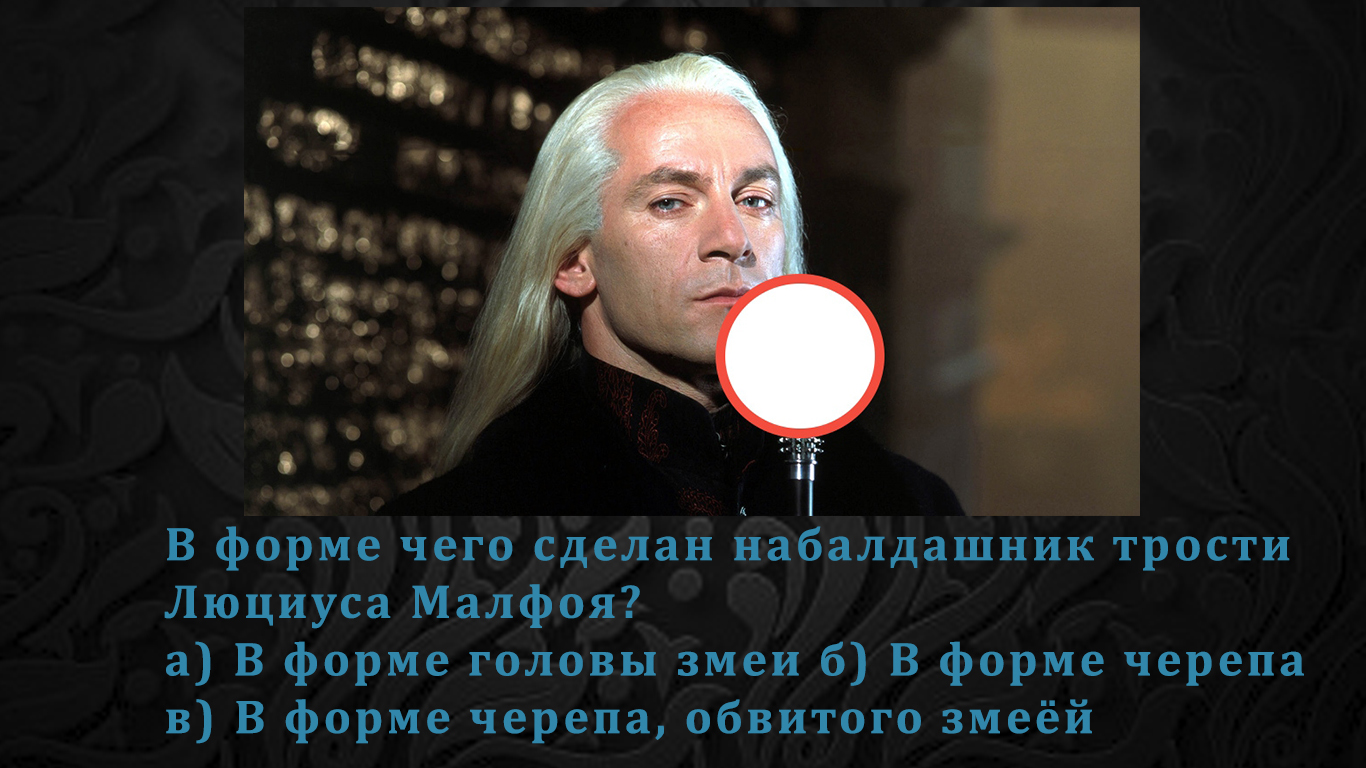 В форме чего сделан набалдашник трости
Люциуса Малфоя?
а) В форме головы змеи б) В форме черепа
в) В форме черепа, обвитого змеёй